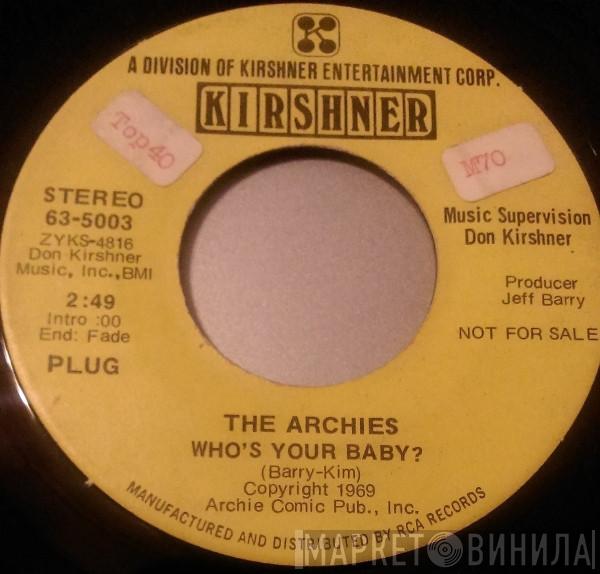 A DIVISION OF KIRSHNER ENTERTAINMENT CORP.
KIRSHNER
Top 40
M70
STEREO
63-5003
ZYKS-4816
Don Kirshner
Music, Inc.,BMI
2:49
Intro :00
End: Fade
PLUG
Music Supervision
Don Kirshner
Producer
Jeff Barry
NOT FOR SALE
THE ARCHIES
WHO'S YOUR BABY?
(Barry-Kim)
Copyright 1969
Archie Comic Pub., Inc.
MANUFACTURED AND DISTRIBUTED BY RCA RECORDS
МАРКЕТ ВИНИЛА